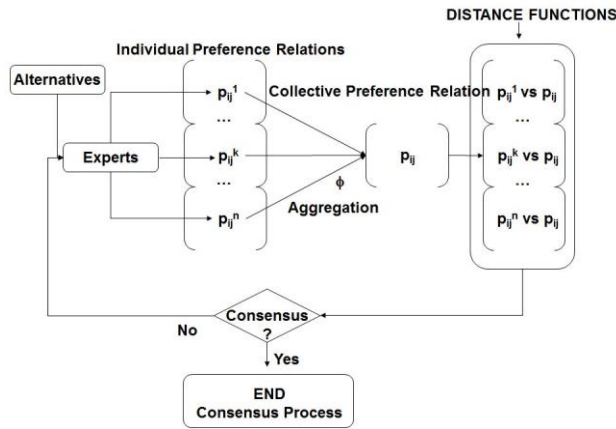 DISTANCE FUNCTIONS
Individual Preference Relations
Alternatives
Collective Preference Relation
p_ij^1
...
p_ij^k
...
p_ij^n
Experts
ϕ
Aggregation
p_ij
p_ij^1 vs p_ij
...
p_ij^k vs p_ij
...
p_ij^n vs p_ij
Consensus
?
No
Yes
END
Consensus Process